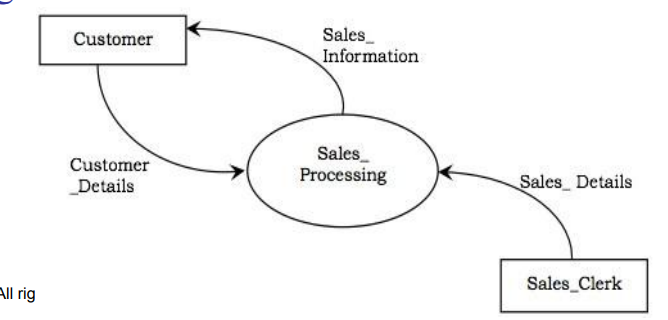 Customer
Sales_
Information
Customer
_Details
Sales_
Processing
Sales_ Details
Sales_Clerk
All rig